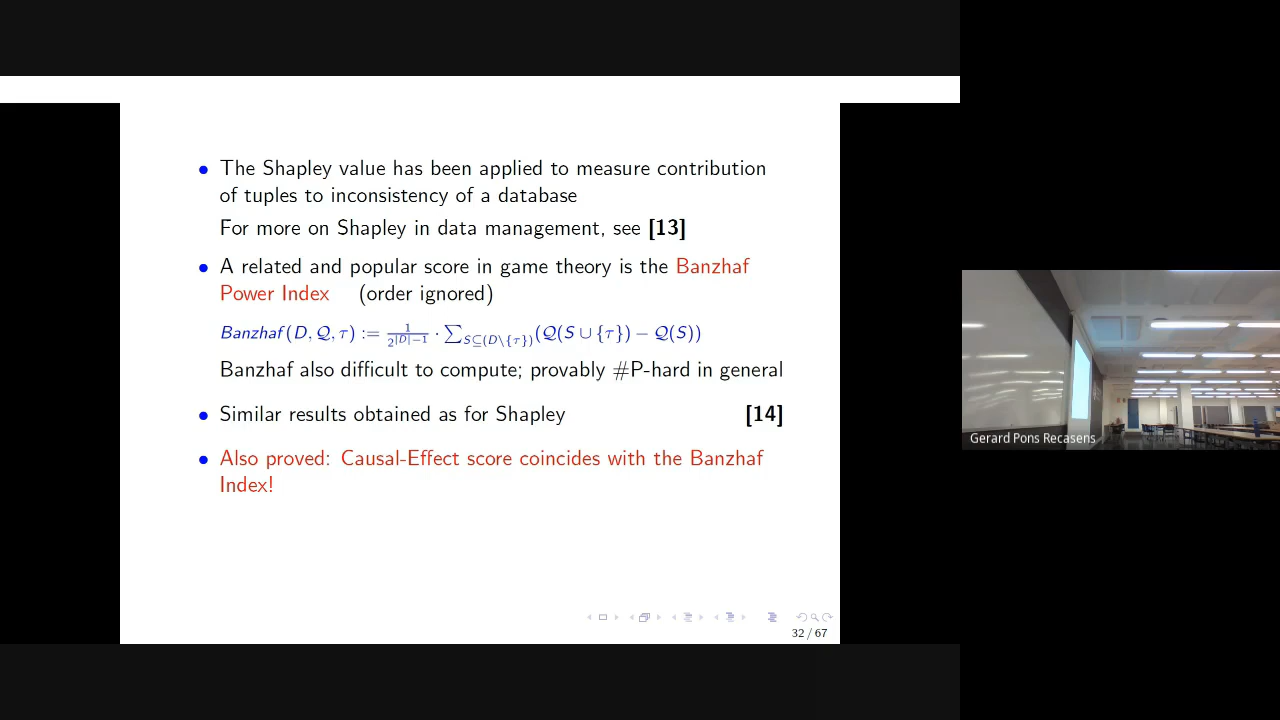 • The Shapley value has been applied to measure contribution
of tuples to inconsistency of a database
For more on Shapley in data management, see [13]
• A related and popular score in game theory is the Banzhaf
Power Index (order ignored)
Banzhaf(D, Q, τ) := 1/2^{|D|−1} · ∑_{S⊆(D\{τ})}(Q(S ∪ {τ}) − Q(S))
Banzhaf also difficult to compute; provably #P-hard in general
• Similar results obtained as for Shapley [14]
• Also proved: Causal-Effect score coincides with the Banzhaf
Index!
32 / 67
Gerard Pons Recasens